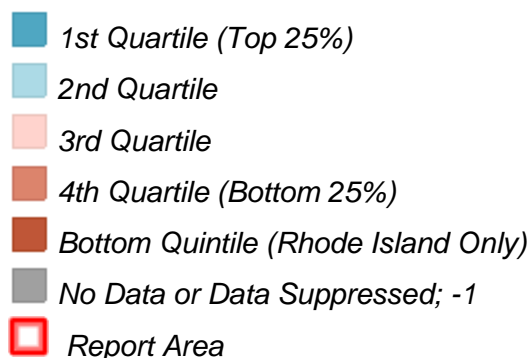 1st Quartile (Top 25%)
2nd Quartile
3rd Quartile
4th Quartile (Bottom 25%)
Bottom Quintile (Rhode Island Only)
No Data or Data Suppressed; -1
Report Area